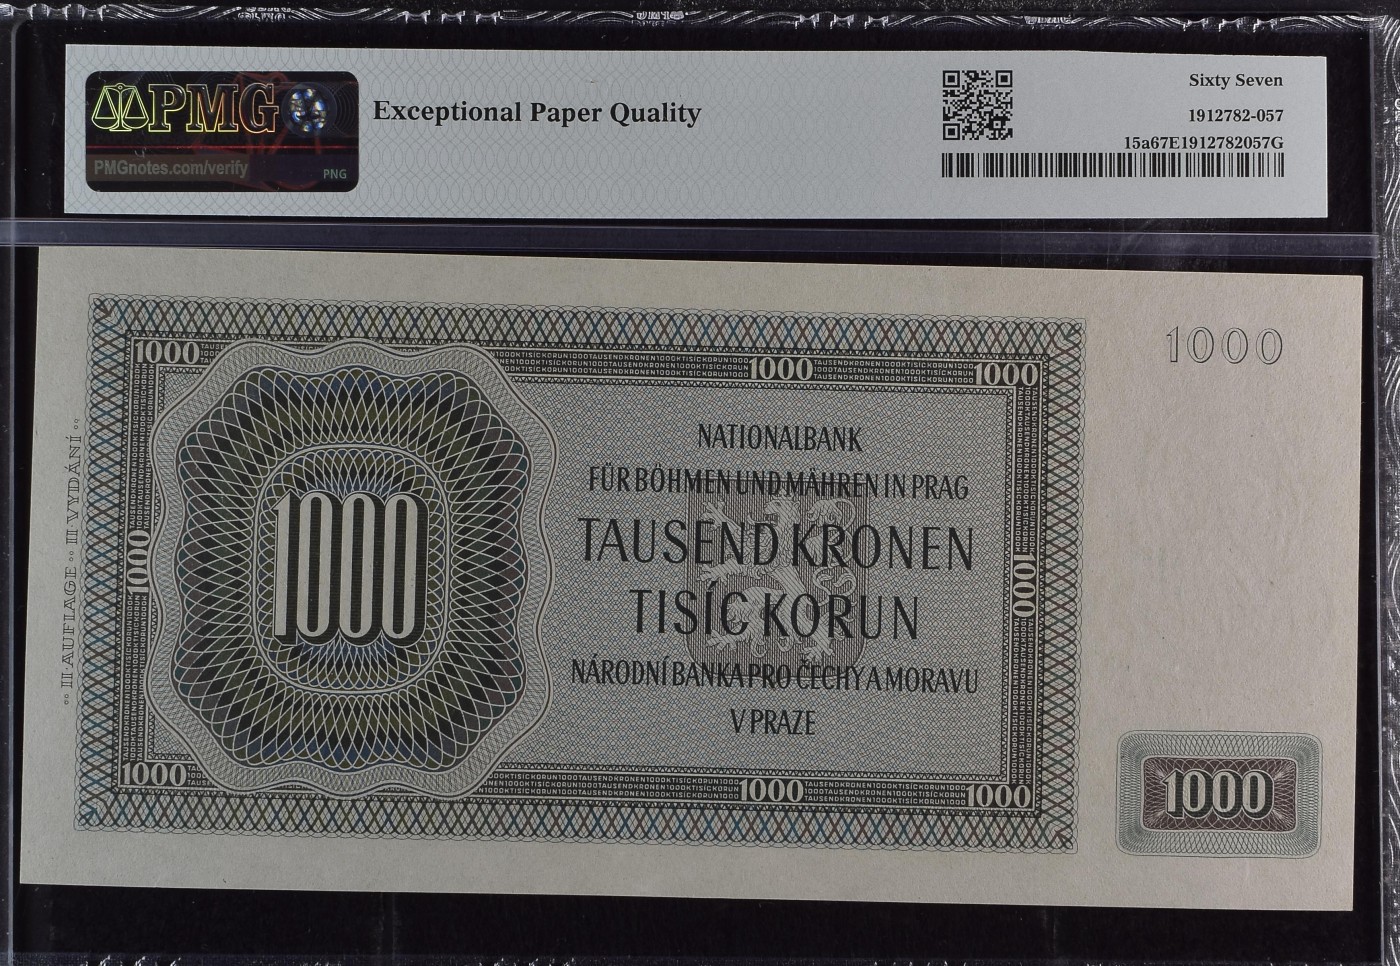 PMG
PMGnotes.com/verify
PNG
Exceptional Paper Quality
Sixty Seven
1912782-057
15a67E1912782057G
1000
1000
1000
1000
NATIONALBANK
FÜR BÖHMEN UND MÄHREN IN PRAG
TAUSEND KRONEN
TISÍC KORUN
NÁRODNÍ BANKA PRO ČECHY A MORAVU
V PRAZE
1000
1000
1000
1000
1000
1000
1000
°° II·AUFLAGE °° II·VYDÁNÍ °°